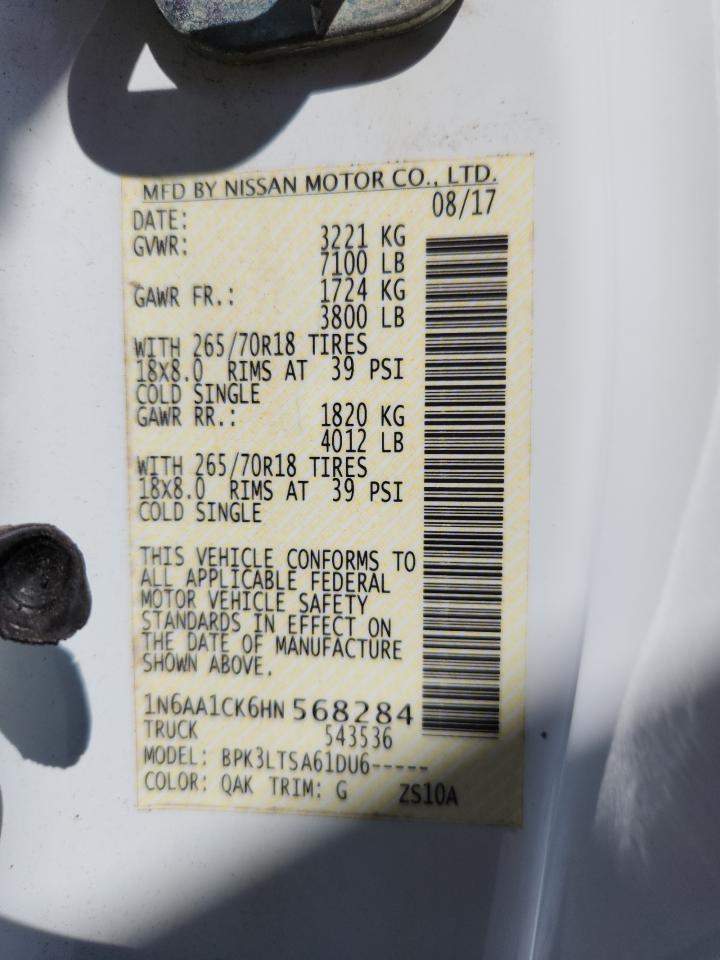 MFD BY NISSAN MOTOR CO., LTD.
DATE: 08/17
GVWR: 3221 KG
7100 LB
GAWR FR.: 1724 KG
3800 LB
WITH 265/70R18 TIRES
18X8.0 RIMS AT 39 PSI
COLD SINGLE
GAWR RR.: 1820 KG
4012 LB
WITH 265/70R18 TIRES
18X8.0 RIMS AT 39 PSI
COLD SINGLE
THIS VEHICLE CONFORMS TO
ALL APPLICABLE FEDERAL
MOTOR VEHICLE SAFETY
STANDARDS IN EFFECT ON
THE DATE OF MANUFACTURE
SHOWN ABOVE.
1N6AA1CK6HN568284
TRUCK 543536
MODEL: BPK3LTSA61DU6-----
COLOR: QAK TRIM: G ZS10A